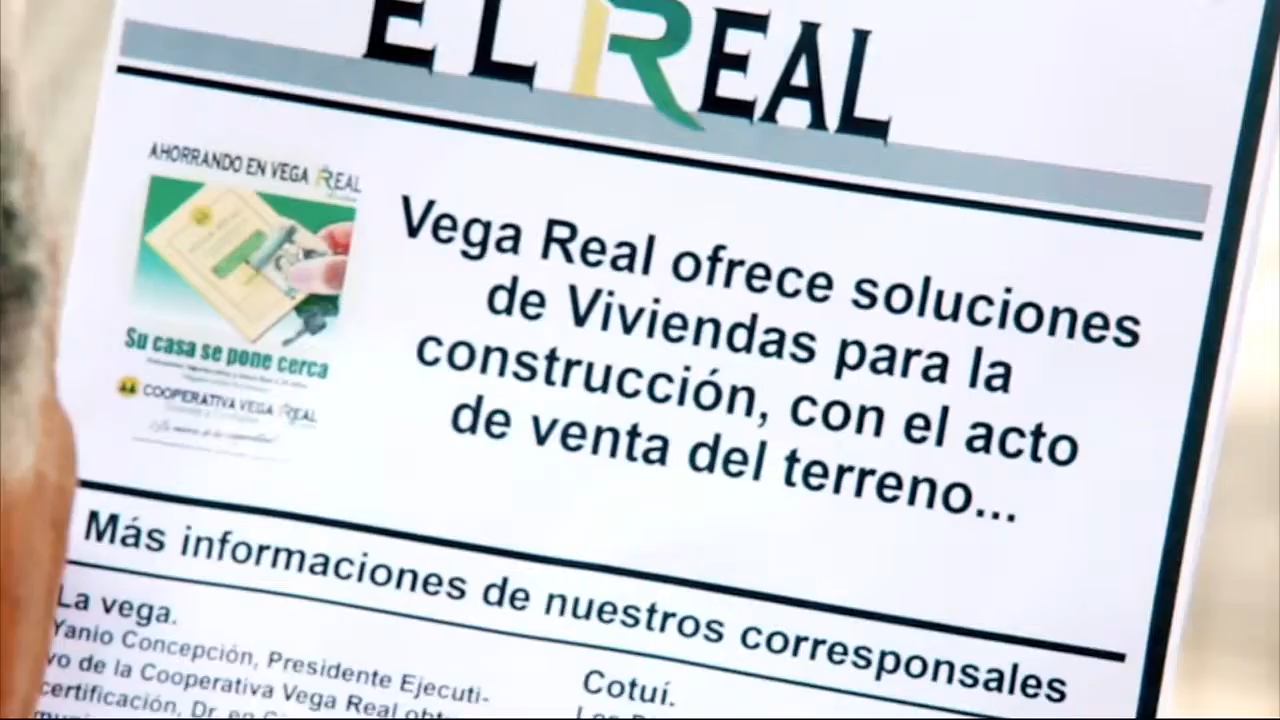 EL REAL
AHORRANDO EN VEGA REAL
Su casa se pone cerca
COOPERATIVA VEGA REAL
Vega Real ofrece soluciones
de Viviendas para la
construcción, con el acto
de venta del terreno...
Más informaciones de nuestros corresponsales
La vega.
Yanio Concepción, Presidente Ejecuti-
vo de la Cooperativa Vega Real
certificación, Dr. en
Cotuí.